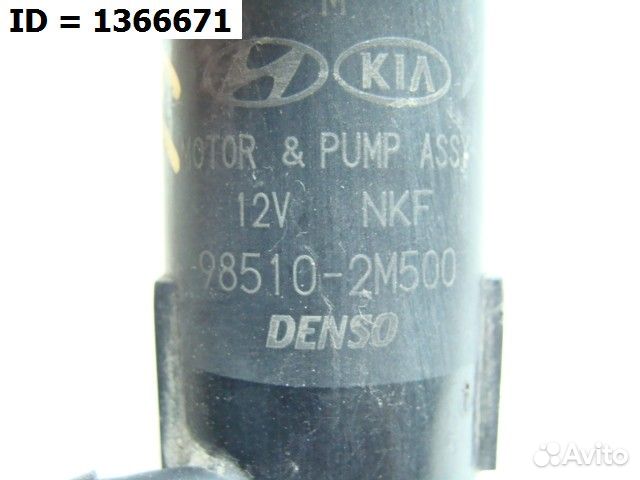 ID = 1366671
M
KIA
MOTOR & PUMP ASSY
12V NKF
98510-2M500
DENSO
Avito